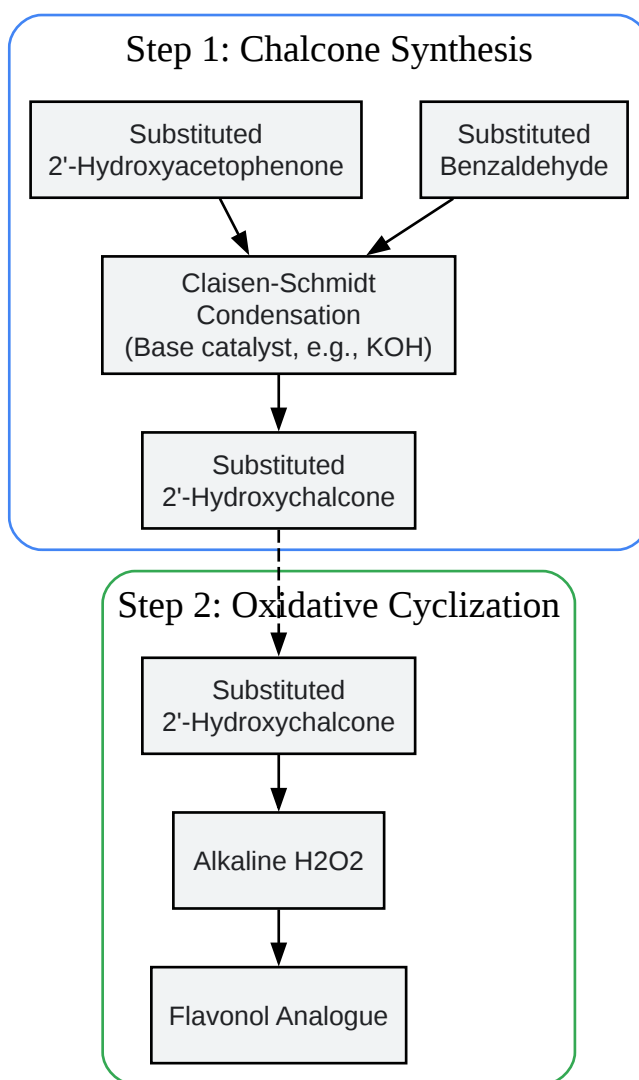 Step 1: Chalcone Synthesis
Substituted
2'-Hydroxyacetophenone
Substituted
Benzaldehyde
Claisen-Schmidt
Condensation
(Base catalyst, e.g., KOH)
Substituted
2'-Hydroxychalcone
Step 2: Oxidative Cyclization
Substituted
2'-Hydroxychalcone
Alkaline H2O2
Flavonol Analogue